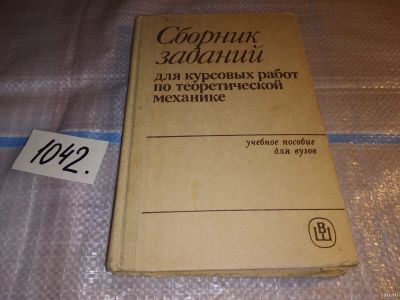 Сборник
заданий
для курсовых работ
по теоретической
механике
учебное пособие
для вузов
1042.